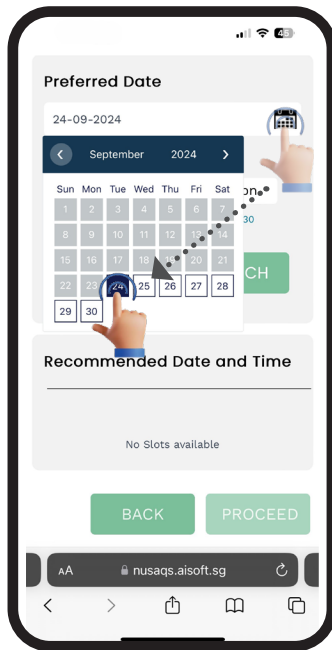 45
Preferred Date
24-09-2024
September 2024
on
Sun Mon Tue Wed Thu Fri Sat
30
1 2 3 4 5 6 7
8 9 10 11 12 13 14
15 16 17 18 19 20 21
CH
22 23 24 25 26 27 28
29 30
Recommended Date and Time
No Slots available
BACK PROCEED
AA nusaqs.aisoft.sg